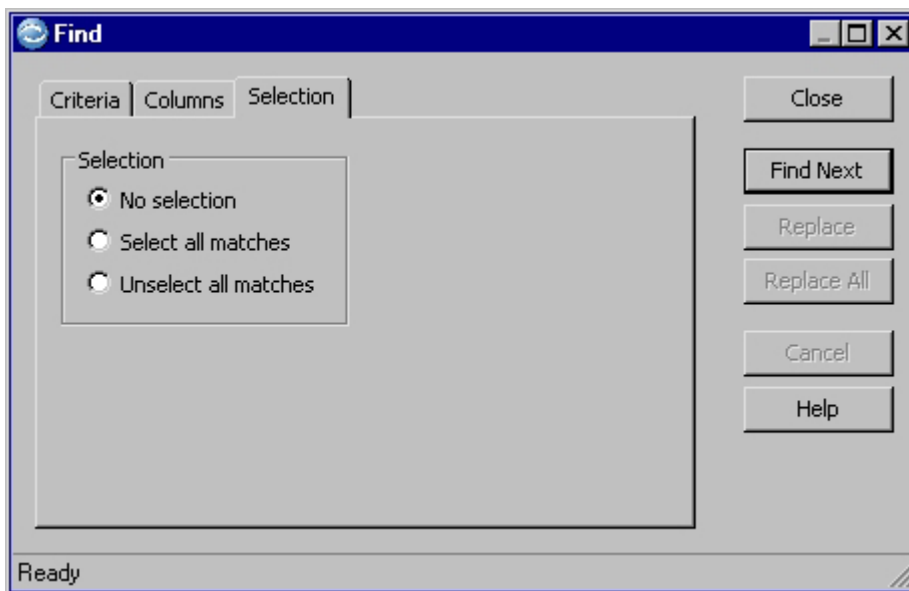 Find
Criteria Columns Selection
Selection
No selection
Select all matches
Unselect all matches
Close
Find Next
Replace
Replace All
Cancel
Help
Ready